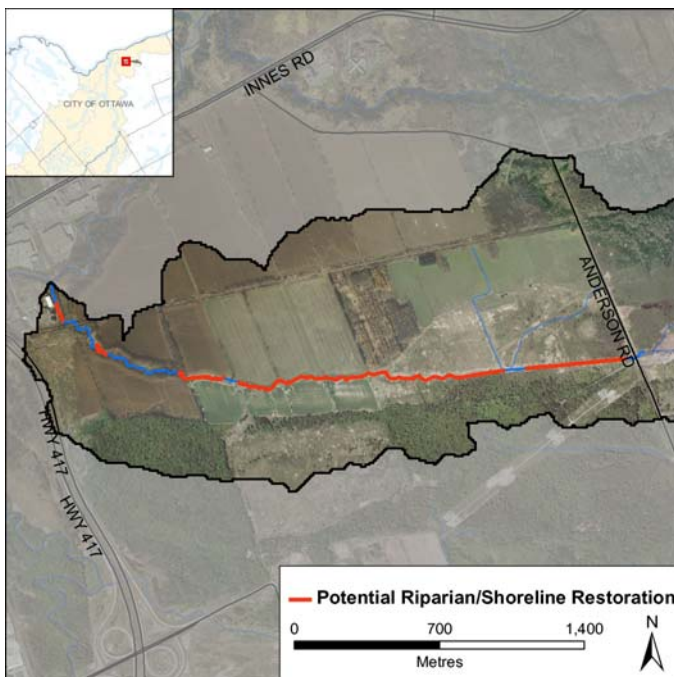 CITY OF OTTAWA
INNES RD
ANDERSON RD
HWY 417
HWY 417
Potential Riparian/Shoreline Restoration
0 700 1,400
Metres
N